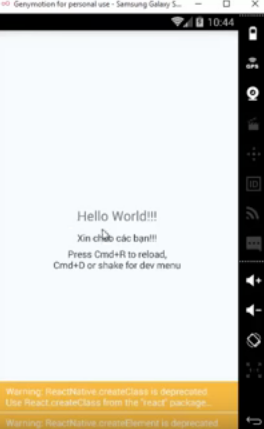 Genymotion for personal use - Samsung Galaxy S...
10:44
GPS
Hello World!!!
Xin chào các bạn!!!
Press Cmd+R to reload,
Cmd+D or shake for dev menu
ID
Warning: ReactNative.createClass is deprecated.
Use React.createClass from the "react" package...
Warning: ReactNative.createElement is deprecated